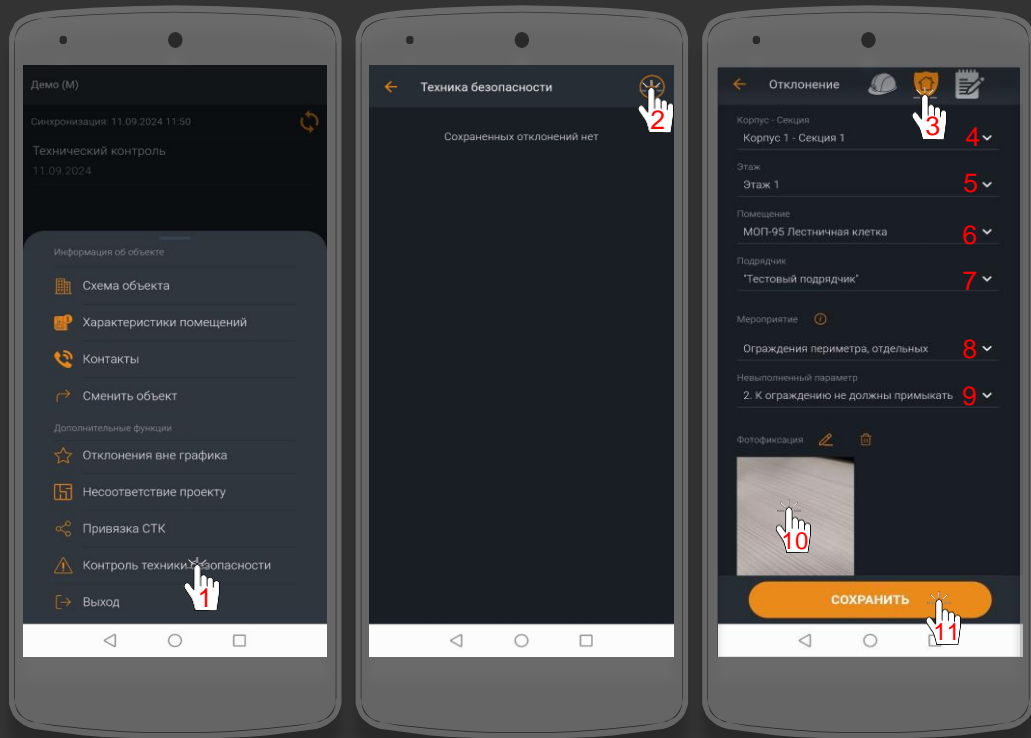 Демо (М)
Синхронизация: 11.09.2024 11:50
Технический контроль
11.09.2024
Информация об объекте
Схема объекта
Характеристики помещений
Контакты
Сменить объект
Дополнительные функции
Отклонения вне графика
Несоответствие проекту
Привязка СТК
Контроль техники безопасности
1
Выход
Техника безопасности
2
Сохраненных отклонений нет
Отклонение
3
Корпус - Секция
Корпус 1 - Секция 1 4
Этаж
Этаж 1 5
Помещение
МОП-95 Лестничная клетка 6
Подрядчик
"Тестовый подрядчик" 7
Мероприятие
Ограждения периметра, отдельных 8
Невыполненный параметр
2. К ограждению не должны примыкать 9
Фотофиксация
10
СОХРАНИТЬ
11